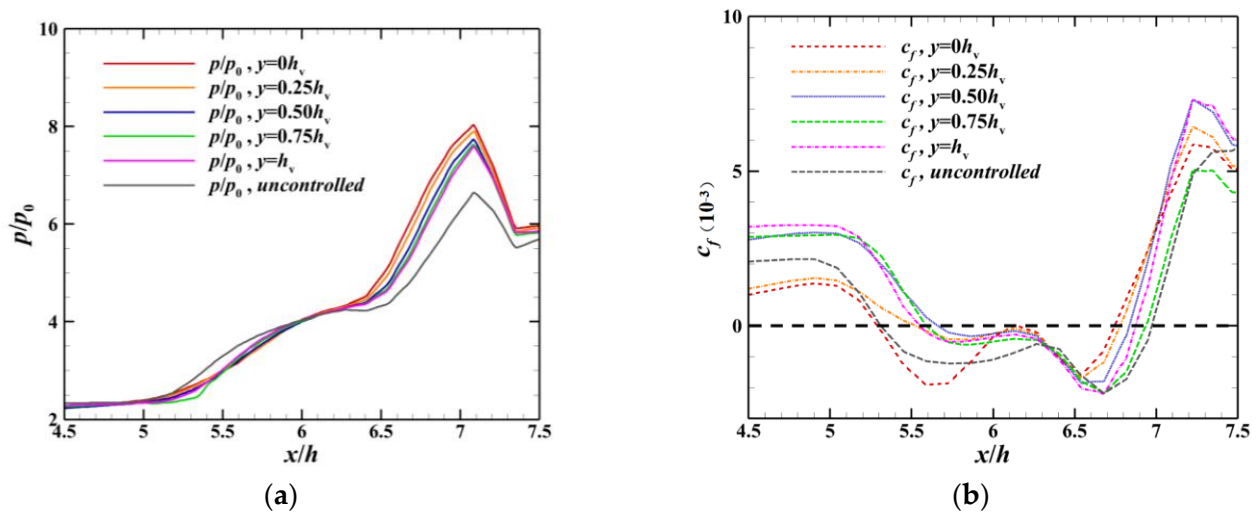 10
8
6
4
2
p/p0
p/p0 , y=0hv
p/p0 , y=0.25hv
p/p0 , y=0.50hv
p/p0 , y=0.75hv
p/p0 , y=hv
p/p0 , uncontrolled
4.5 5 5.5 6 6.5 7 7.5
x/h
(a)
10
5
0
cf (10-3)
cf , y=0hv
cf , y=0.25hv
cf , y=0.50hv
cf , y=0.75hv
cf , y=hv
cf , uncontrolled
4.5 5 5.5 6 6.5 7 7.5
x/h
(b)